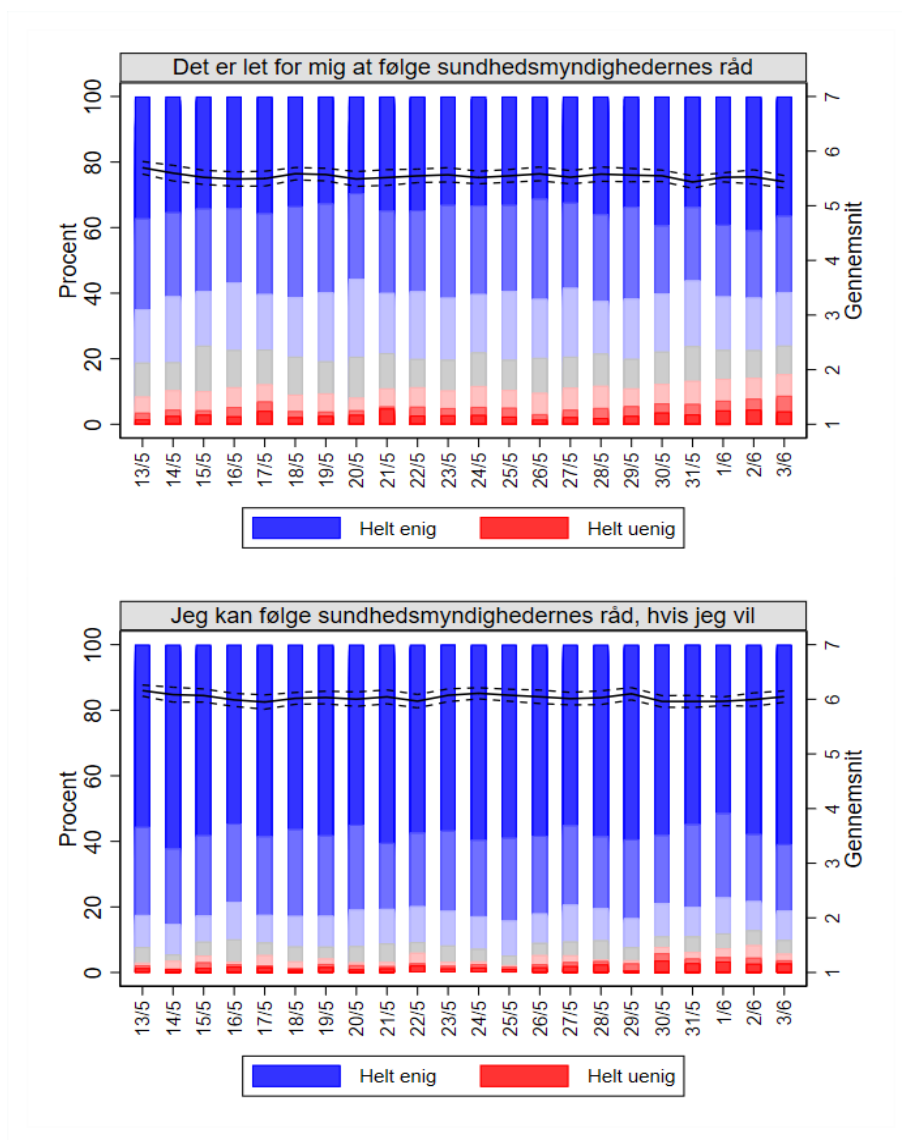 Det er let for mig at følge sundhedsmyndighedernes råd
Procent
0 20 40 60 80 100
1 2 3 4 5 6 7
Gennemsnit
13/5 14/5 15/5 16/5 17/5 18/5 19/5 20/5 21/5 22/5 23/5 24/5 25/5 26/5 27/5 28/5 29/5 30/5 31/5 1/6 2/6 3/6
Helt enig Helt uenig
Jeg kan følge sundhedsmyndighedernes råd, hvis jeg vil
Procent
0 20 40 60 80 100
1 2 3 4 5 6 7
Gennemsnit
13/5 14/5 15/5 16/5 17/5 18/5 19/5 20/5 21/5 22/5 23/5 24/5 25/5 26/5 27/5 28/5 29/5 30/5 31/5 1/6 2/6 3/6
Helt enig Helt uenig